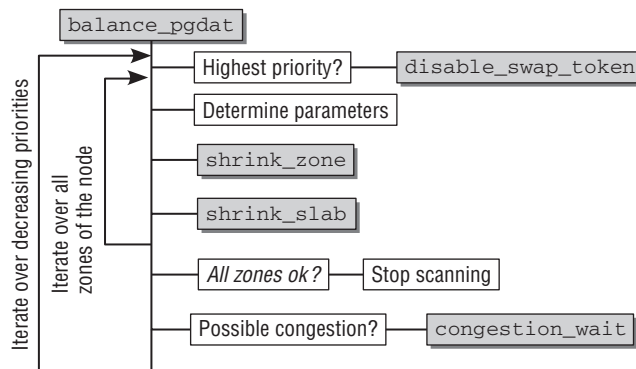 balance_pgdat
Highest priority?
disable_swap_token
Determine parameters
shrink_zone
shrink_slab
All zones ok?
Stop scanning
Possible congestion?
congestion_wait
Iterate over decreasing priorities
Iterate over all
zones of the node